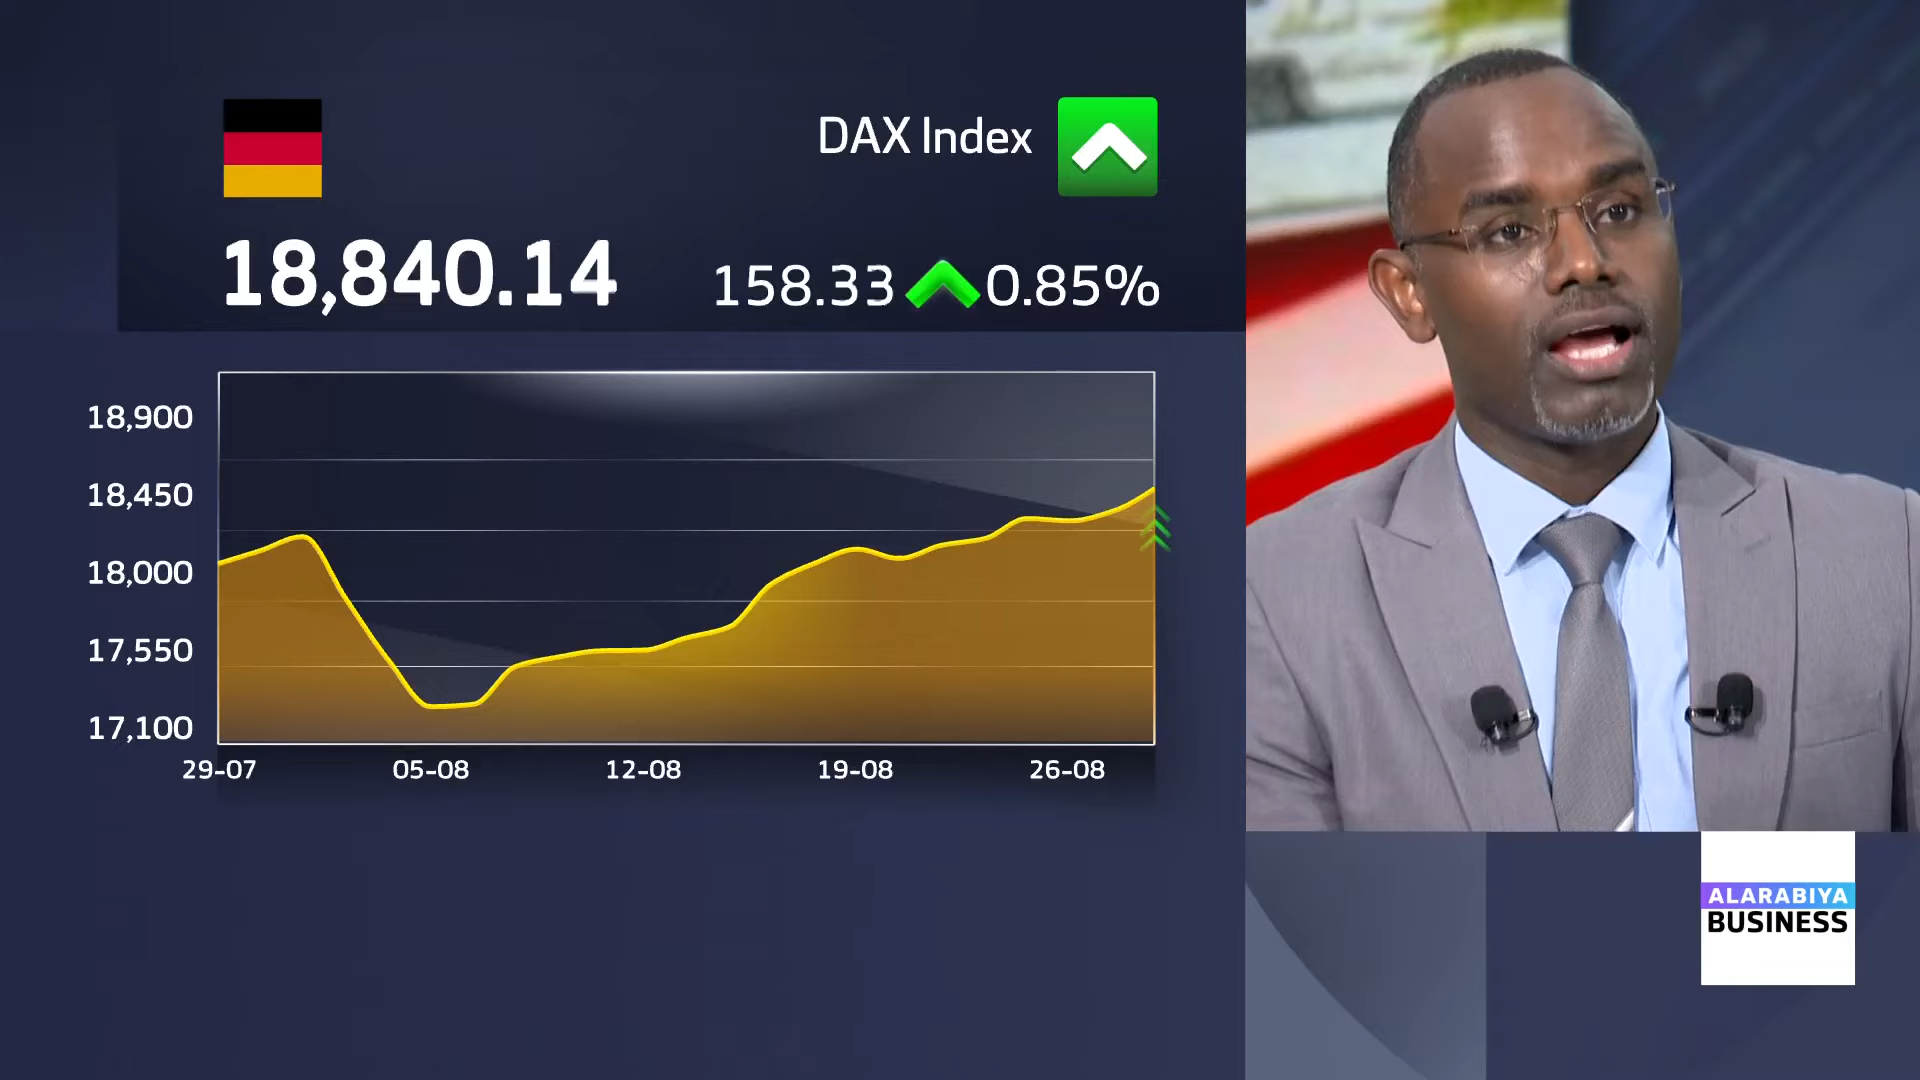 DAX Index
18,840.14
158.33 0.85%
18,900
18,450
18,000
17,550
17,100
29-07 05-08 12-08 19-08 26-08
ALARABIYA
BUSINESS